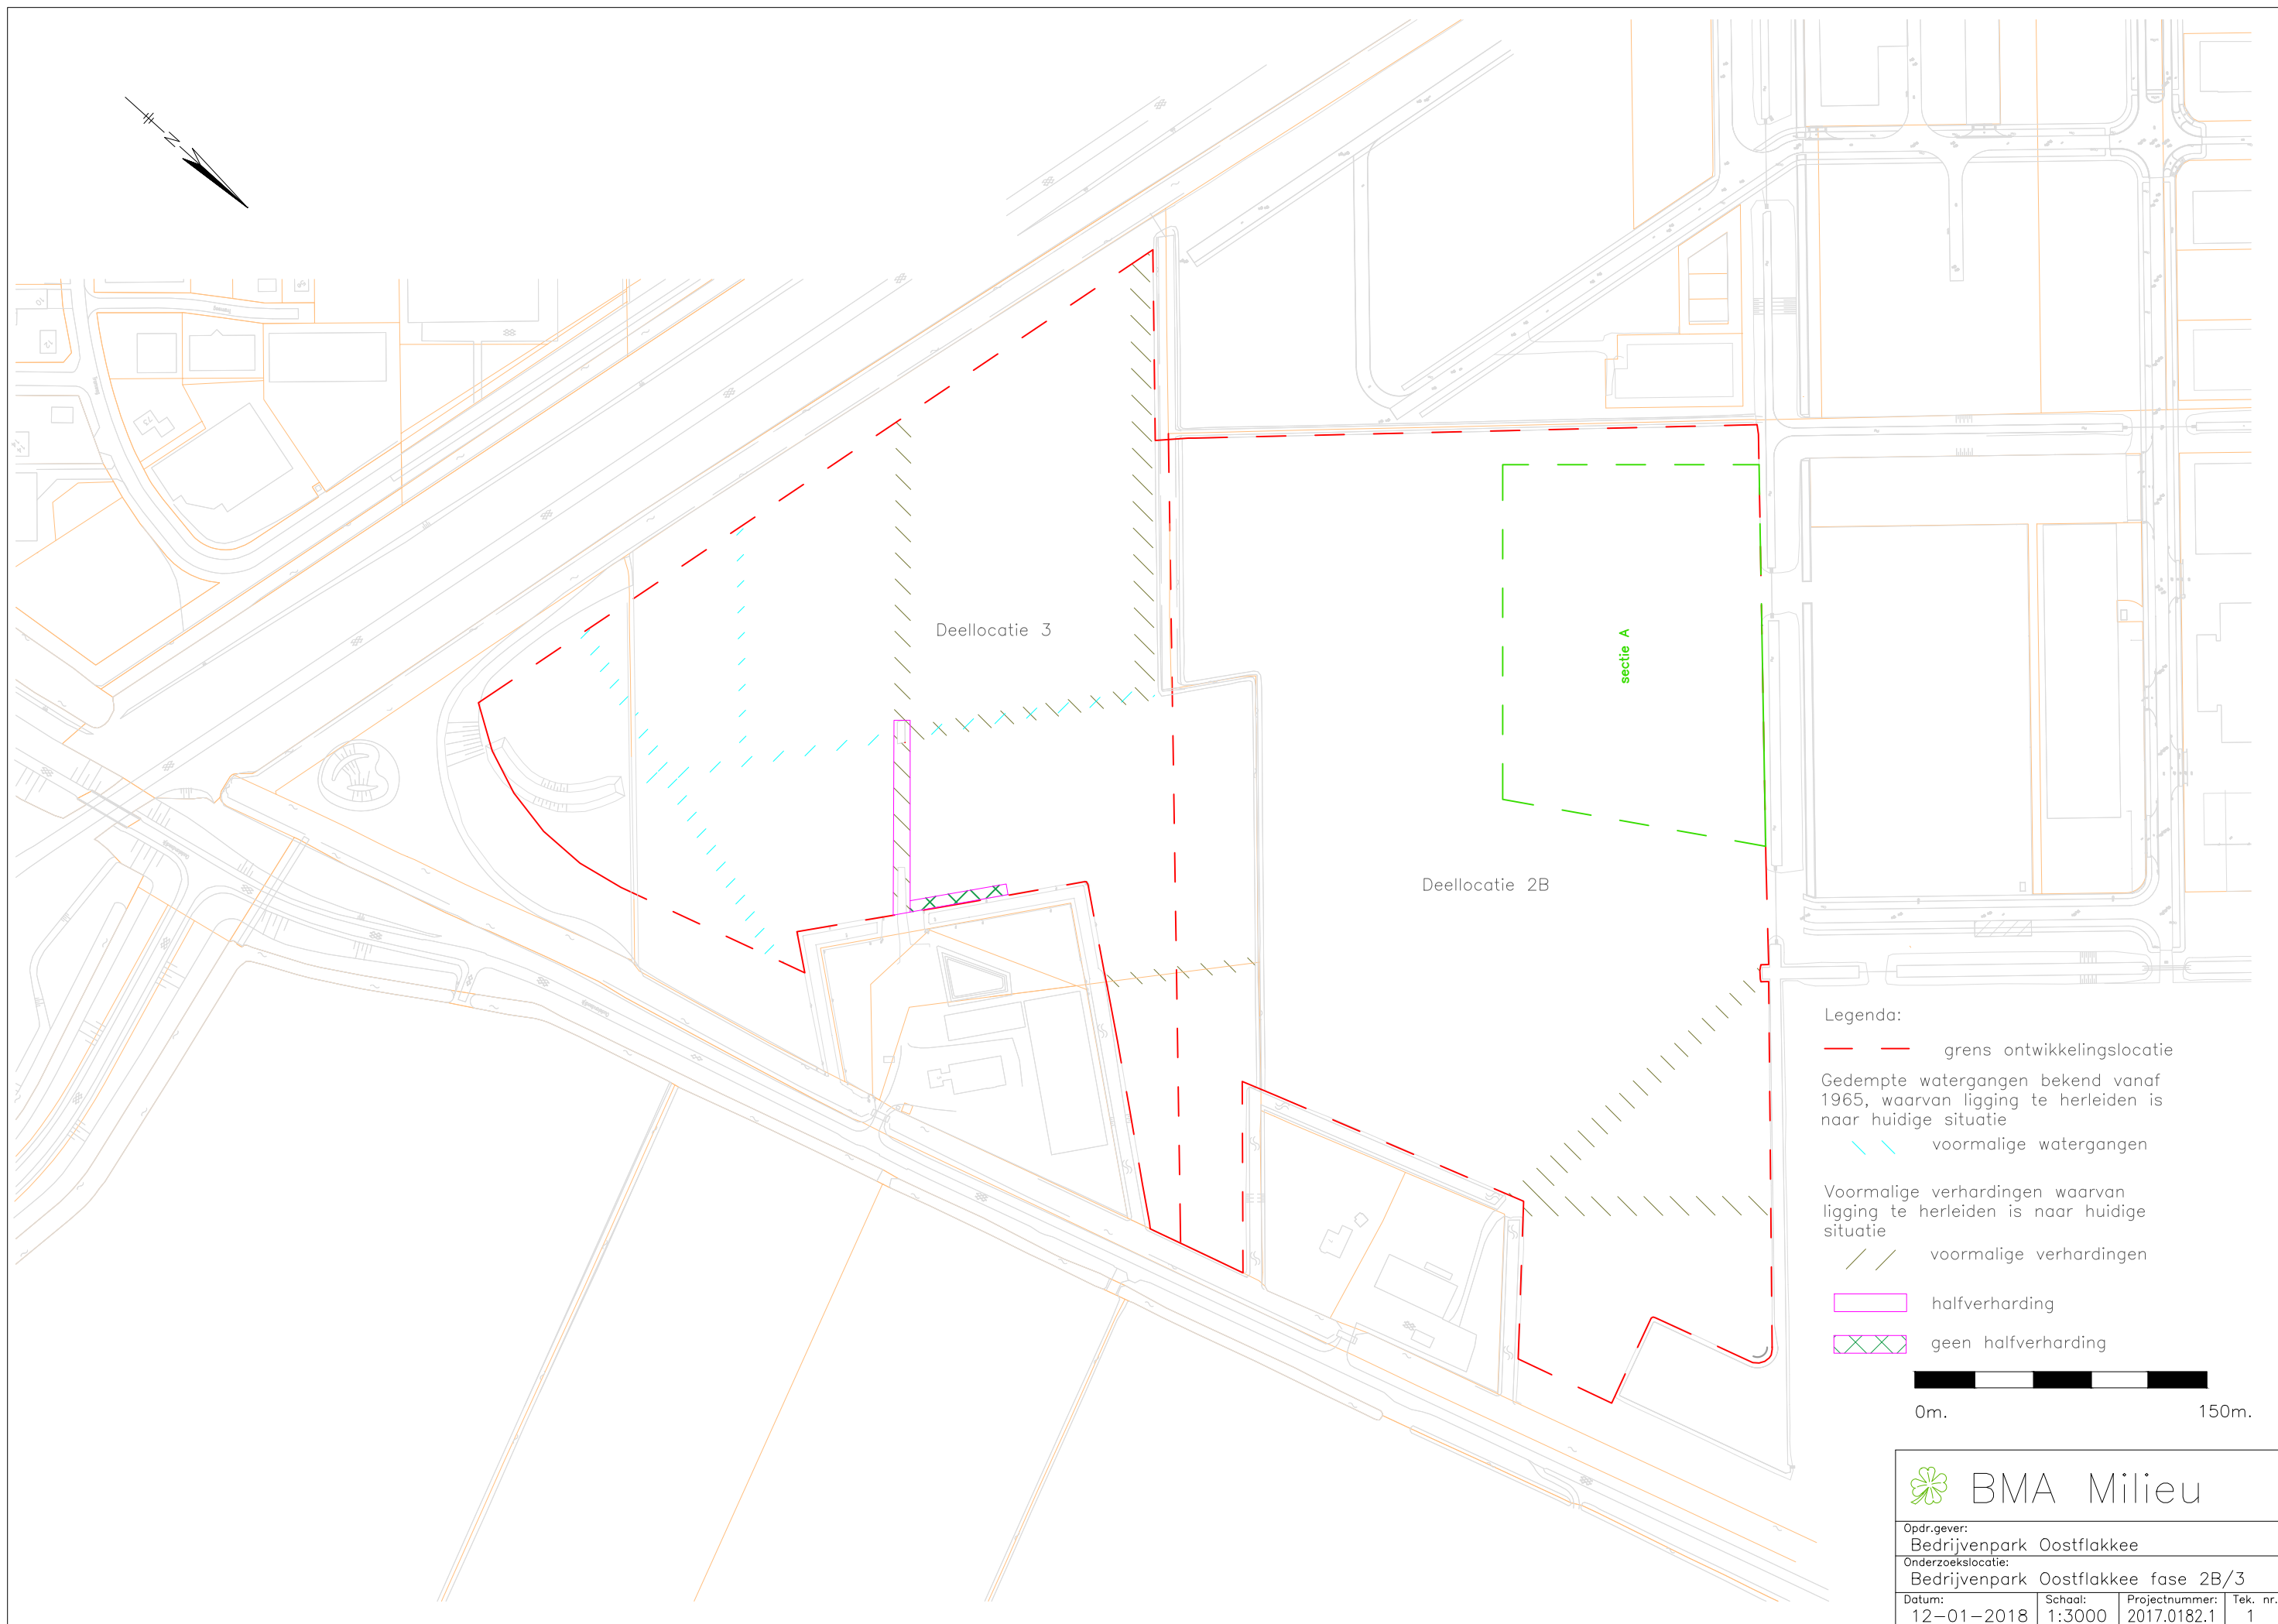 N
Deellocatie 3
sectie A
Deellocatie 2B
Legenda:
grens ontwikkelingslocatie
Gedempte watergangen bekend vanaf
1965, waarvan ligging te herleiden is
naar huidige situatie
voormalige watergangen
Voormalige verhardingen waarvan
ligging te herleiden is naar huidige
situatie
voormalige verhardingen
halfverharding
geen halfverharding
0m. 150m.
BMA Milieu
Opdr.gever:
Bedrijvenpark Oostflakkee
Onderzoekslocatie:
Bedrijvenpark Oostflakkee fase 2B/3
Datum: Schaal: Projectnummer: Tek. nr.
12-01-2018 1:3000 2017.0182.1 1